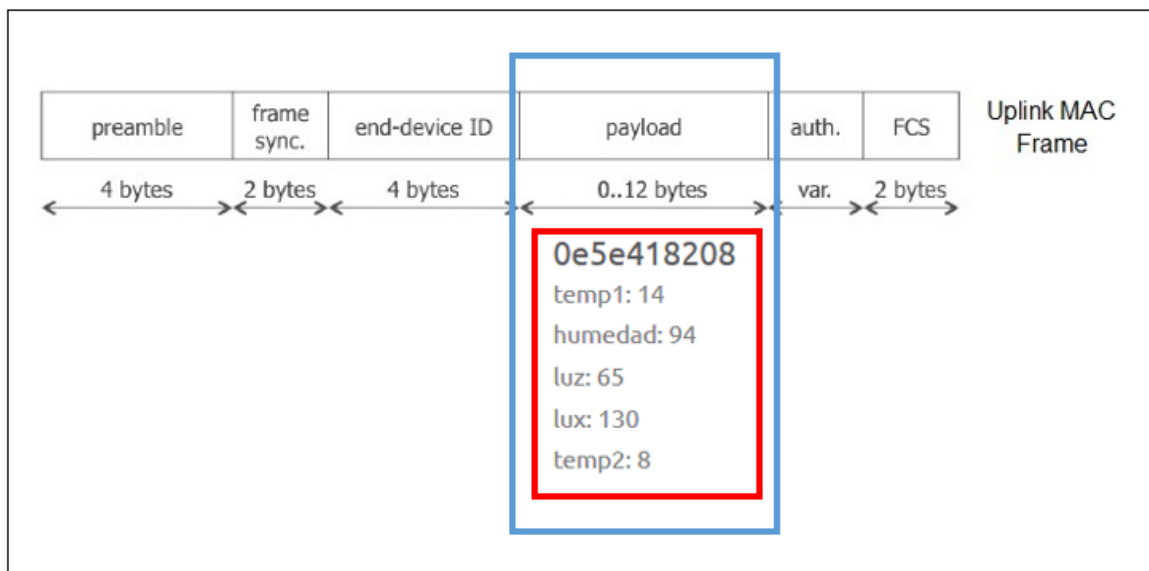 preamble
frame
sync.
end-device ID
payload
auth.
FCS
Uplink MAC
Frame
4 bytes
2 bytes
4 bytes
0..12 bytes
var.
2 bytes
0e5e418208
temp1: 14
humedad: 94
luz: 65
lux: 130
temp2: 8